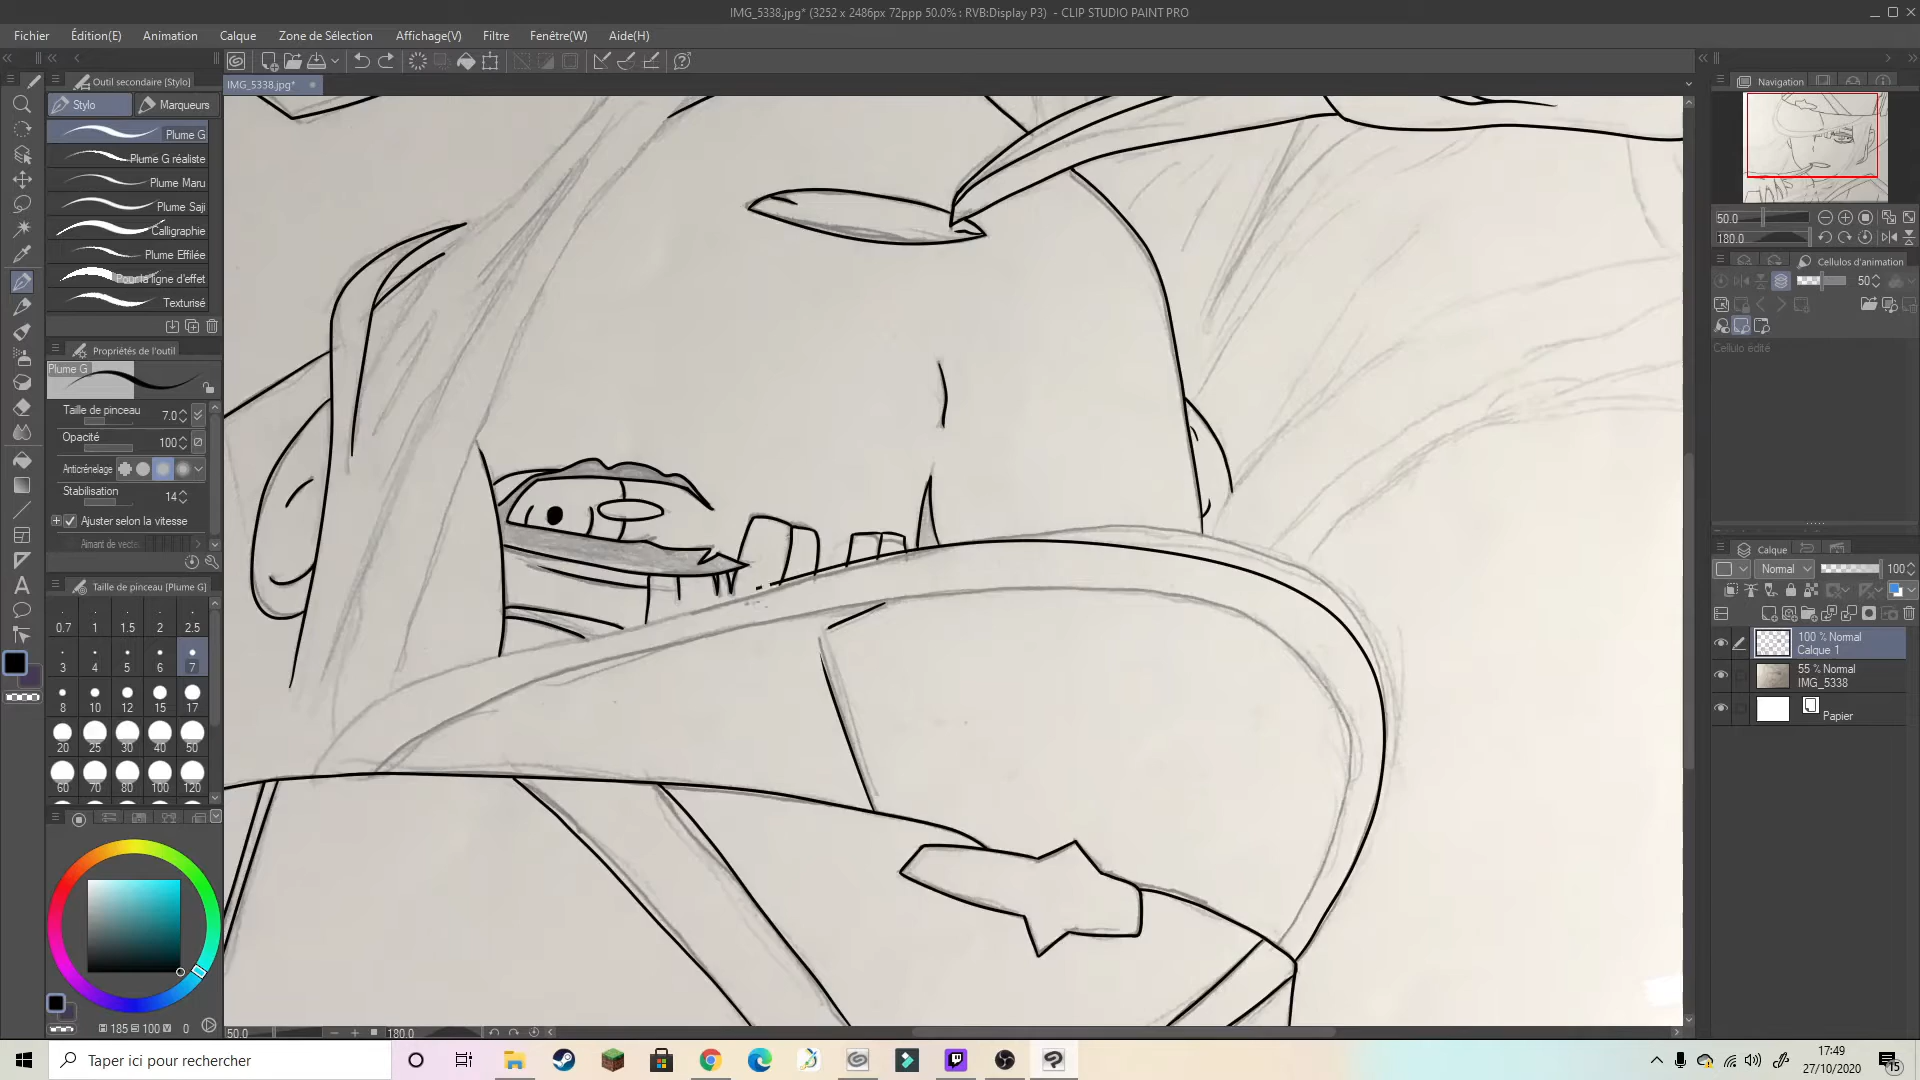 IMG_5338.jpg* (3252 x 2486px 72ppp 50.0% : RVB:Display P3) - CLIP STUDIO PAINT PRO
Fichier Édition(E) Animation Calque Zone de Sélection Affichage(V) Filtre Fenêtre(W) Aide(H)
Outil secondaire (Stylo)
IMG_5338.jpg*
Navigation
Stylo Marqueurs
Plume G
Plume G réaliste
Plume Maru
Plume Saji
Calligraphie
Plume Effilée
Pour la ligne d'effet
Texturisé
50.0
180.0
Cellulos d'animation
50
Cellulo édité
Propriétés de l'outil
Plume G
Taille de pinceau 7.0
Opacité 100
Anticrénelage
Stabilisation 14
Ajuster selon la vitesse
Aimant de vecte
Taille de pinceau [Plume G]
0.7 1 1.5 2 2.5
3 4 5 6 7
8 10 12 15 17
20 25 30 40 50
60 70 80 100 120
Calque
Normal 100
100 % Normal
Calque 1
55 % Normal
IMG_5338
Papier
H 185 S 100 V 0
50.0 180.0
Taper ici pour rechercher
17:49
27/10/2020
15